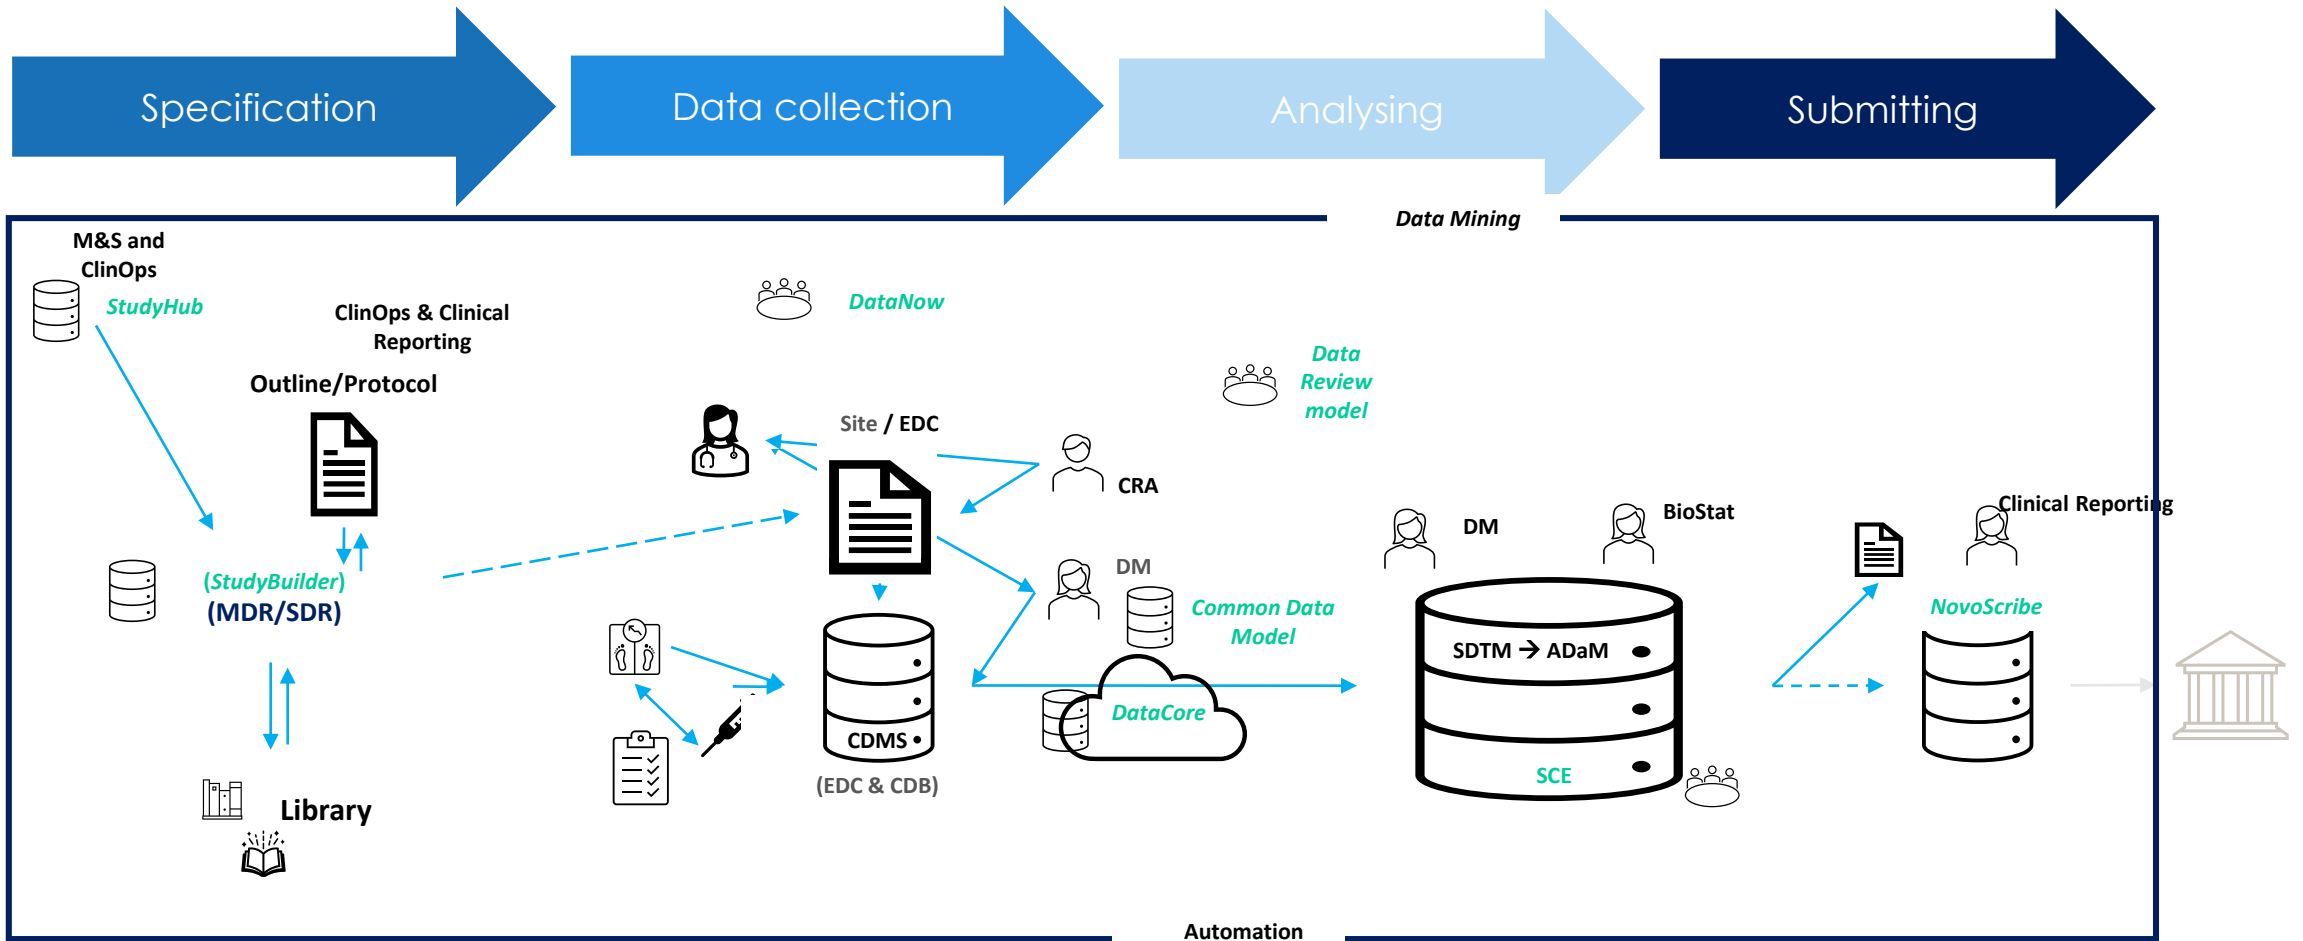 Specification
Data collection
Analysing
Submitting
Data Mining
M&S and
ClinOps
StudyHub
ClinOps & Clinical
Reporting
Outline/Protocol
(StudyBuilder)
(MDR/SDR)
Library
DataNow
Site / EDC
CRA
DM
CDMS
(EDC & CDB)
Common Data
Model
DataCore
Data
Review
model
DM
BioStat
SDTM → ADaM
SCE
Clinical Reporting
NovoScribe
Automation